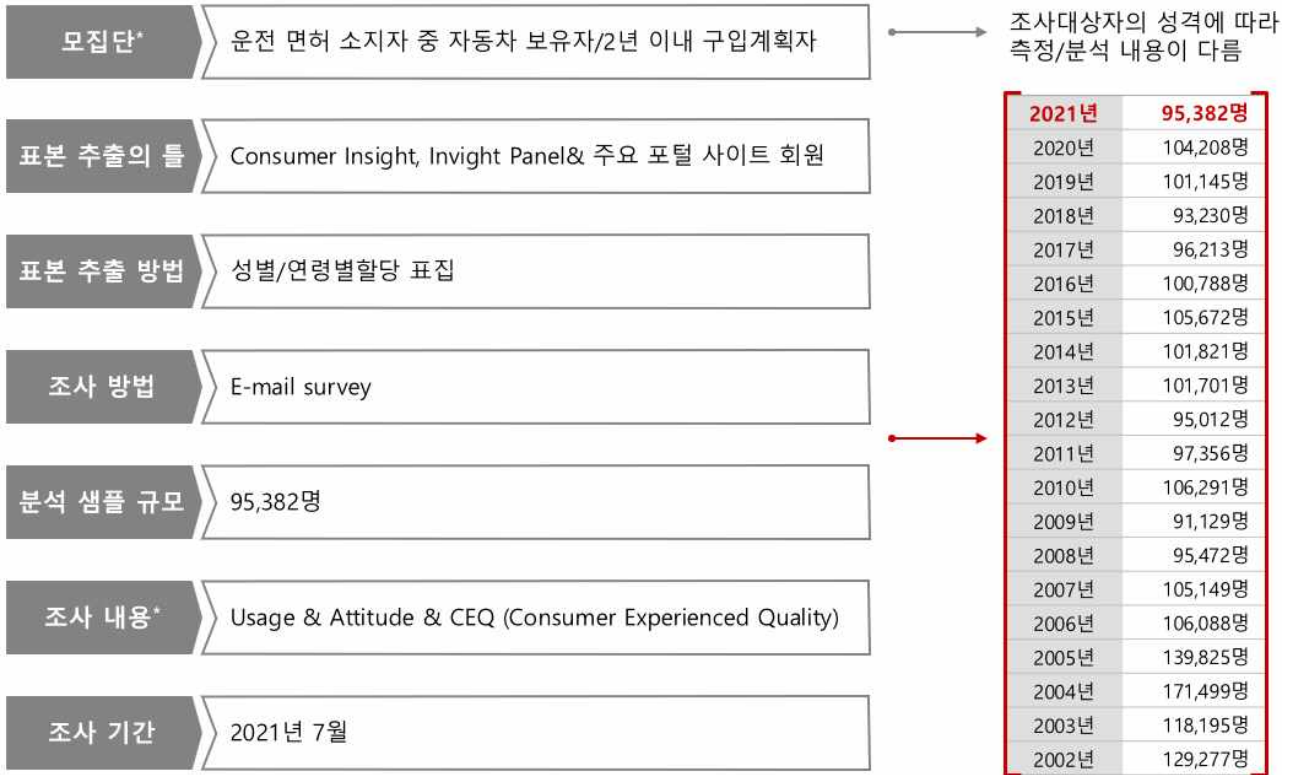 모집단*
운전 면허 소지자 중 자동차 보유자/2년 이내 구입계획자
조사대상자의 성격에 따라
측정/분석 내용이 다름
표본 추출의 틀
Consumer Insight, Invight Panel& 주요 포털 사이트 회원
표본 추출 방법
성별/연령별할당 표집
조사 방법
E-mail survey
분석 샘플 규모
95,382명
조사 내용*
Usage & Attitude & CEQ (Consumer Experienced Quality)
조사 기간
2021년 7월
2021년 95,382명
2020년 104,208명
2019년 101,145명
2018년 93,230명
2017년 96,213명
2016년 100,788명
2015년 105,672명
2014년 101,821명
2013년 101,701명
2012년 95,012명
2011년 97,356명
2010년 106,291명
2009년 91,129명
2008년 95,472명
2007년 105,149명
2006년 106,088명
2005년 139,825명
2004년 171,499명
2003년 118,195명
2002년 129,277명